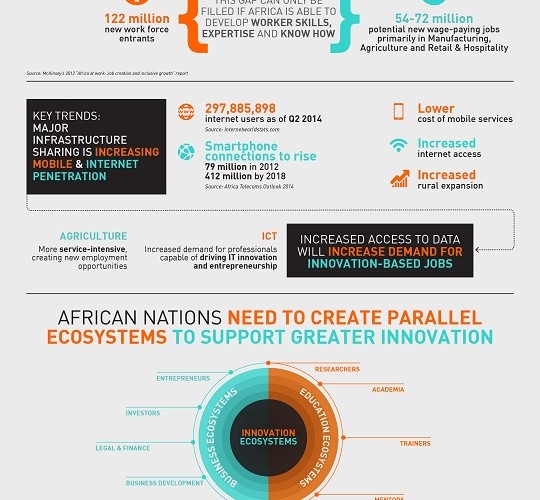 THIS GAP CAN ONLY BE
FILLED IF AFRICA IS ABLE TO
DEVELOP WORKER SKILLS,
EXPERTISE AND KNOW HOW
122 million
new work force
entrants
54-72 million
potential new wage-paying jobs
primarily in Manufacturing,
Agriculture and Retail & Hospitality
Source: McKinsey's 2012 "Africa at work: Job creation and inclusive growth" report
KEY TRENDS:
MAJOR
INFRASTRUCTURE
SHARING IS INCREASING
MOBILE & INTERNET
PENETRATION
297,885,898
internet users as of Q2 2014
Source: Internetworldstats.com
Smartphone
connections to rise
79 million in 2012
412 million by 2018
Source: Africa Telecoms Outlook 2014
Lower
cost of mobile services
Increased
internet access
Increased
rural expansion
AGRICULTURE
More service-intensive,
creating new employment
opportunities
ICT
Increased demand for professionals
capable of driving IT innovation
and entrepreneurship
INCREASED ACCESS TO DATA
WILL INCREASE DEMAND FOR
INNOVATION-BASED JOBS
AFRICAN NATIONS NEED TO CREATE PARALLEL
ECOSYSTEMS TO SUPPORT GREATER INNOVATION
ENTREPRENEURS
INVESTORS
LEGAL & FINANCE
BUSINESS DEVELOPMENT
BUSINESS ECOSYSTEMS
INNOVATION
ECOSYSTEMS
EDUCATION ECOSYSTEMS
RESEARCHERS
ACADEMIA
TRAINERS
MENTORS